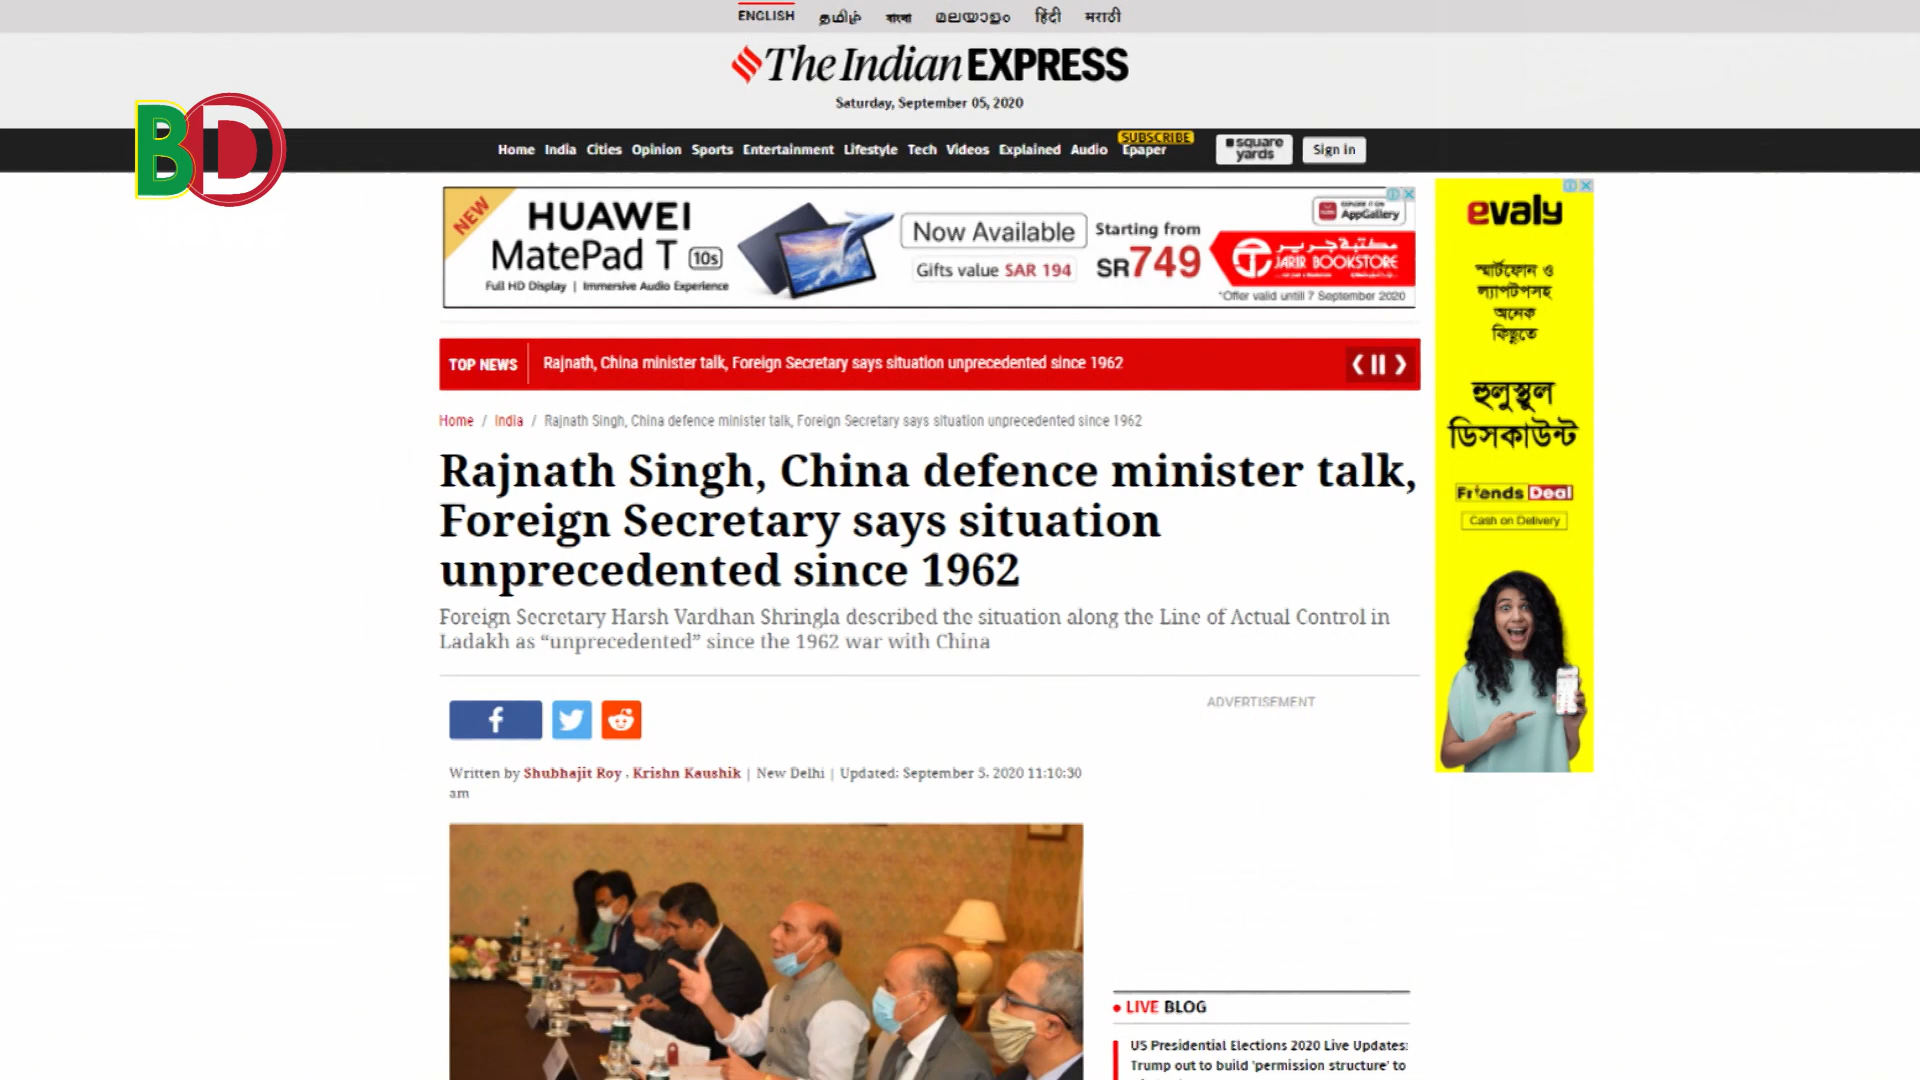 ENGLISH தமிழ் বাংলা മലയാളം हिंदी मराठी
The Indian EXPRESS
Saturday, September 05, 2020
BD
Home India Cities Opinion Sports Entertainment Lifestyle Tech Videos Explained Audio Epaper
SUBSCRIBE
square
yards
Sign in
NEW
HUAWEI
MatePad T 10s
Full HD Display | Immersive Audio Experience
Now Available
Gifts value SAR 194
Starting from
SR749
EXPLORE IT ON
AppGallery
مكتبة جرير
JARIR BOOKSTORE
*Offer valid untill 7 September 2020
evaly
স্মার্টফোন ও
ল্যাপটপসহ
অনেক
কিছুতে
হুলুস্থুল
ডিসকাউন্ট
Friends Deal
Cash on Delivery
TOP NEWS Rajnath, China minister talk, Foreign Secretary says situation unprecedented since 1962
Home / India / Rajnath Singh, China defence minister talk, Foreign Secretary says situation unprecedented since 1962
Rajnath Singh, China defence minister talk,
Foreign Secretary says situation
unprecedented since 1962
Foreign Secretary Harsh Vardhan Shringla described the situation along the Line of Actual Control in
Ladakh as “unprecedented” since the 1962 war with China
ADVERTISEMENT
Written by Shubhajit Roy , Krishn Kaushik | New Delhi | Updated: September 5, 2020 11:10:30
am
LIVE BLOG
US Presidential Elections 2020 Live Updates:
Trump out to build 'permission structure' to